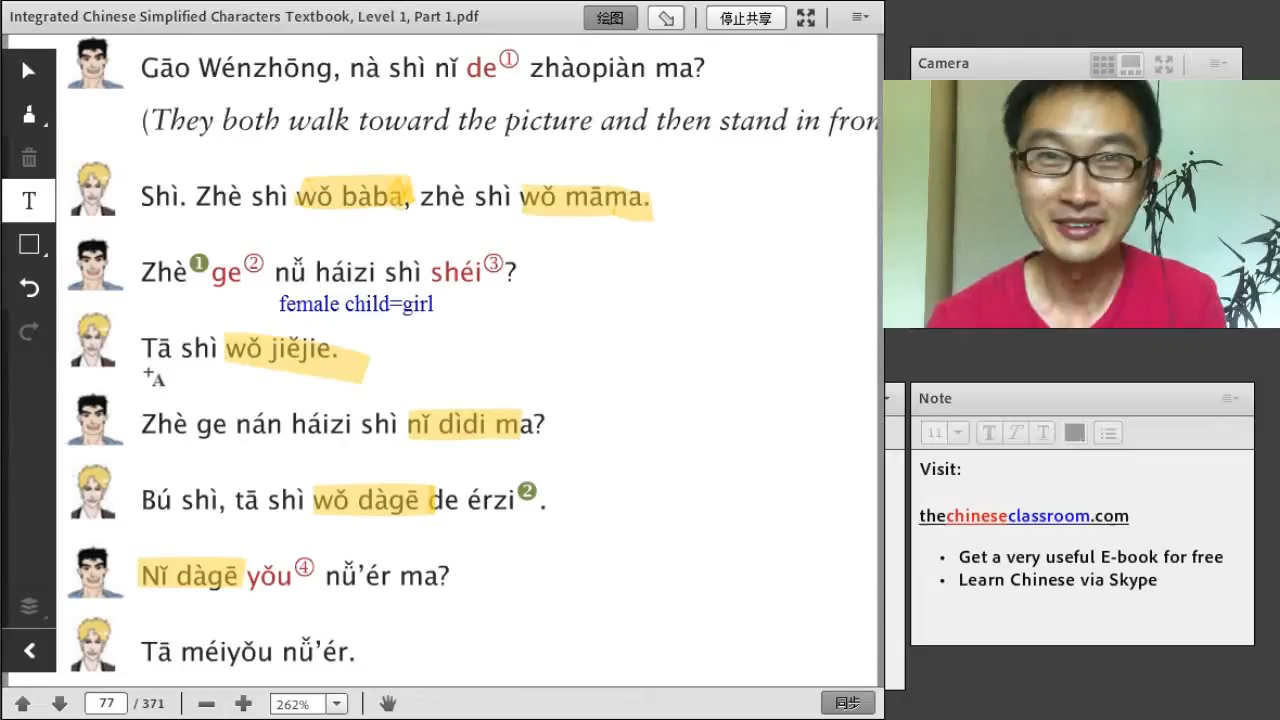 Integrated Chinese Simplified Characters Textbook, Level 1, Part 1.pdf
绘图
停止共享
Gāo Wénzhōng, nà shì nǐ de① zhàopiàn ma?
(They both walk toward the picture and then stand in fron
Shì. Zhè shì wǒ bàba, zhè shì wǒ māma.
Zhè❶ge② nǚ háizi shì shéi③?
female child=girl
Tā shì wǒ jiějie.
Zhè ge nán háizi shì nǐ dìdi ma?
Bú shì, tā shì wǒ dàgē de érzi❷.
Nǐ dàgē yǒu④ nǚ’ér ma?
Tā méiyǒu nǚ’ér.
T
A
77 / 371
262%
同步
Camera
Note
11
T T T
Visit:
thechineseclassroom.com
• Get a very useful E-book for free
• Learn Chinese via Skype